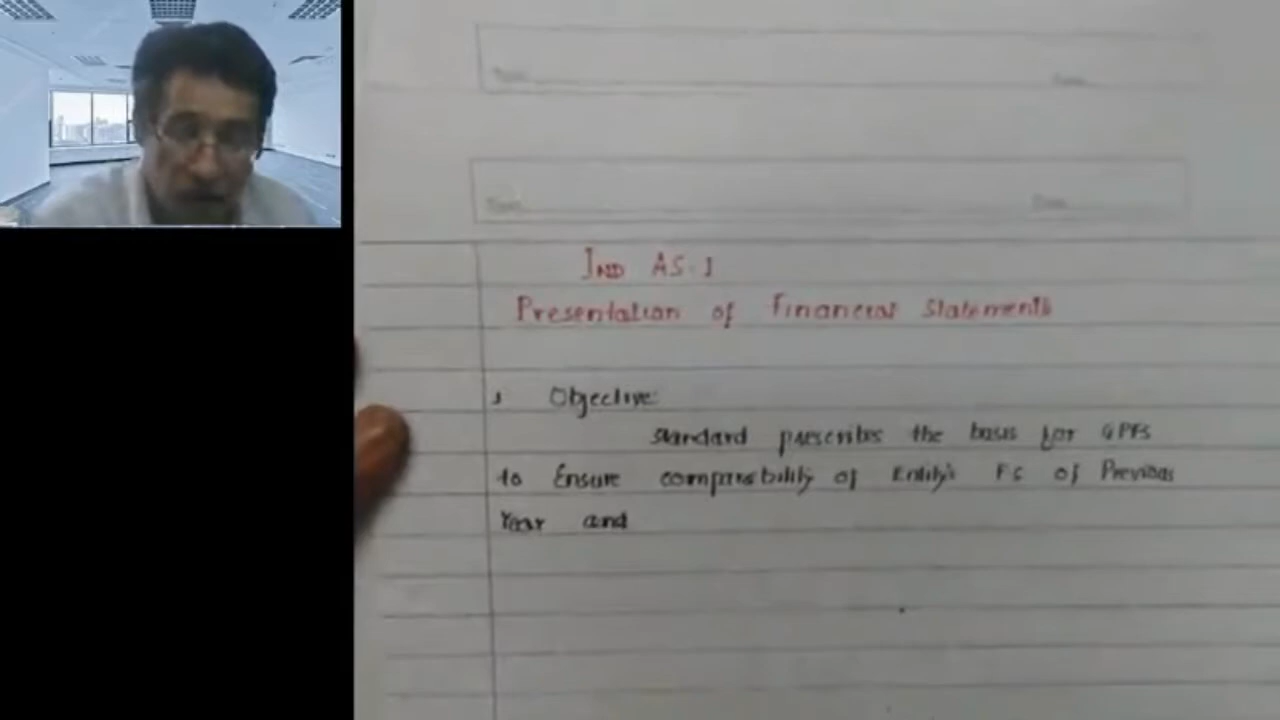 IND AS-1
Presentation of Financial Statements
1 Objective:
Standard prescribes the basis for GPFS
to Ensure comparability of Entity's FS of Previous
Year and